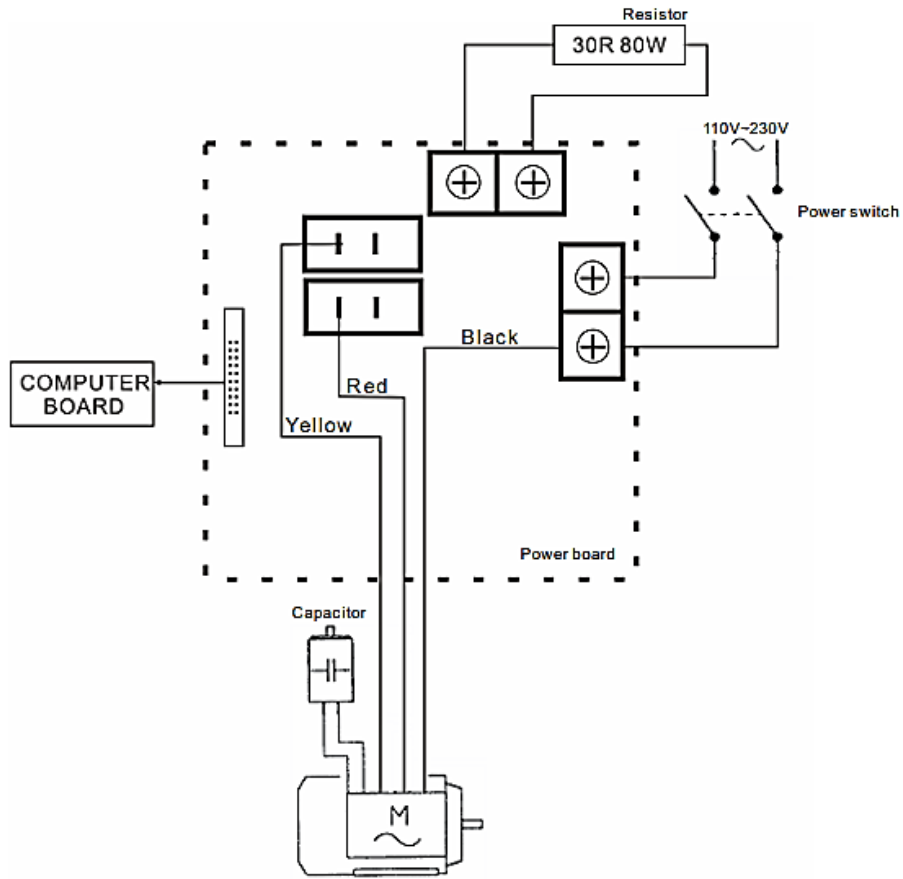 Resistor
30R 80W
110V~230V
Power switch
Black
COMPUTER
BOARD
Red
Yellow
Power board
Capacitor
M